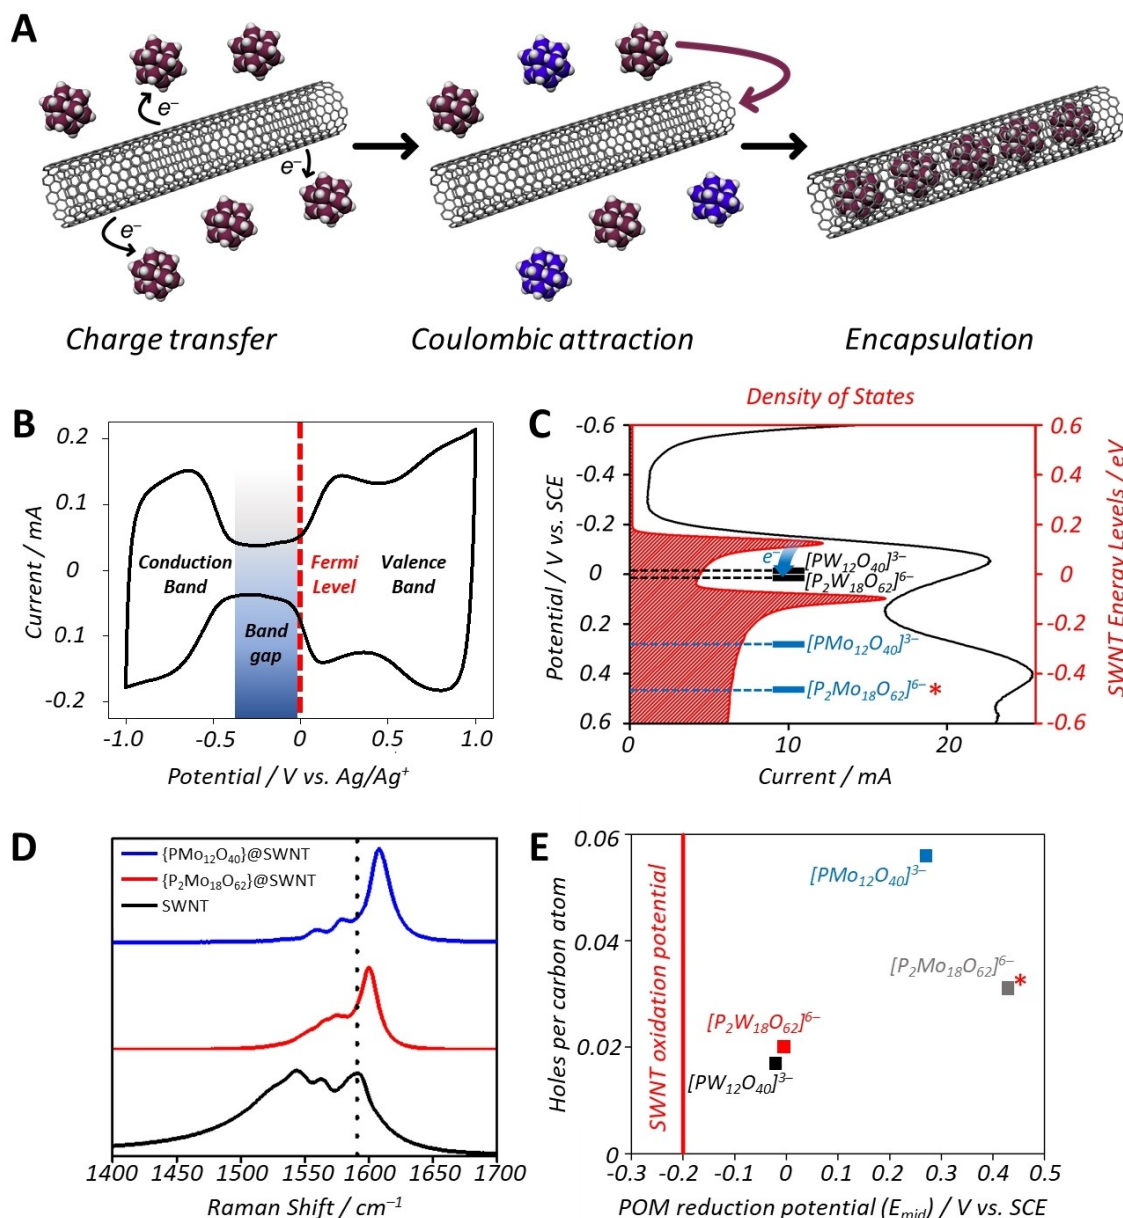 A
e⁻
e⁻
e⁻
Charge transfer
Coulombic attraction
Encapsulation
B
0.2
0.1
0
0.1
-0.2
Current / mA
Conduction
Band
Band
gap
Fermi
Level
Valence
Band
-1.0
-0.5
0
0.5
1.0
Potential / V vs. Ag/Ag⁺
C
Density of States
-0.6
-0.4
-0.2
0
0.2
0.4
0.6
Potential / V vs. SCE
e⁻
[PW₁₂O₄₀]³⁻
[P₂W₁₈O₆₂]⁶⁻
[PMo₁₂O₄₀]³⁻
[P₂Mo₁₈O₆₂]⁶⁻ *
0.6
0.4
0.2
0
-0.2
-0.4
-0.6
SWNT Energy Levels / eV
0
10
20
Current / mA
D
{PMo₁₂O₄₀}@SWNT
{P₂Mo₁₈O₆₂}@SWNT
SWNT
1400
1450
1500
1550
1600
1650
1700
Raman Shift / cm⁻¹
E
0.06
0.04
0.02
0
Holes per carbon atom
SWNT oxidation potential
[PMo₁₂O₄₀]³⁻
[P₂Mo₁₈O₆₂]⁶⁻ *
[P₂W₁₈O₆₂]⁶⁻
[PW₁₂O₄₀]³⁻
-0.3
-0.2
-0.1
0
0.1
0.2
0.3
0.4
0.5
POM reduction potential (E_mid) / V vs. SCE